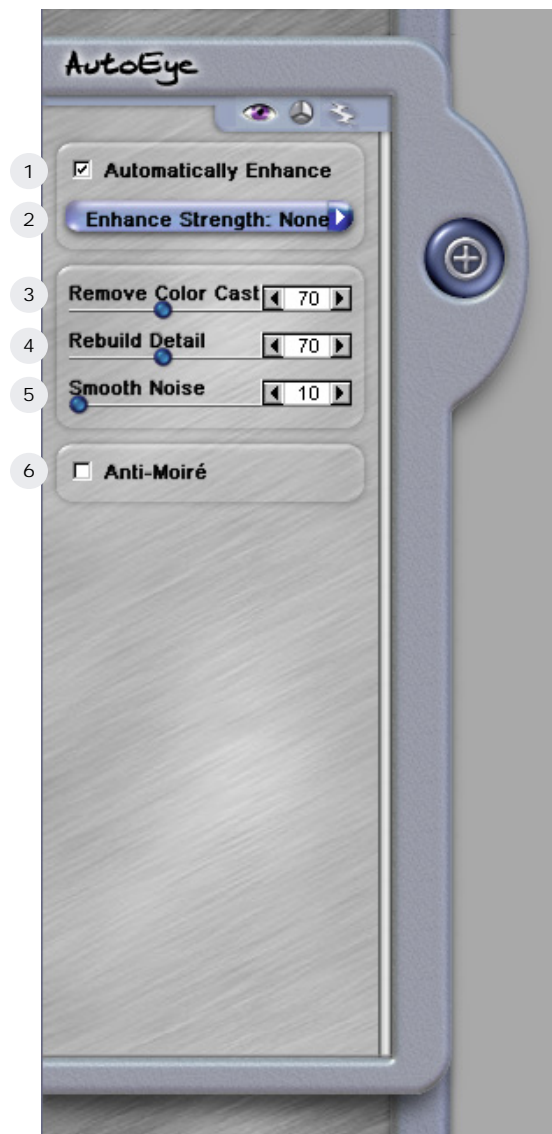 AutoEye
1 Automatically Enhance
2 Enhance Strength: None
3 Remove Color Cast 70
4 Rebuild Detail 70
5 Smooth Noise 10
6 Anti-Moiré